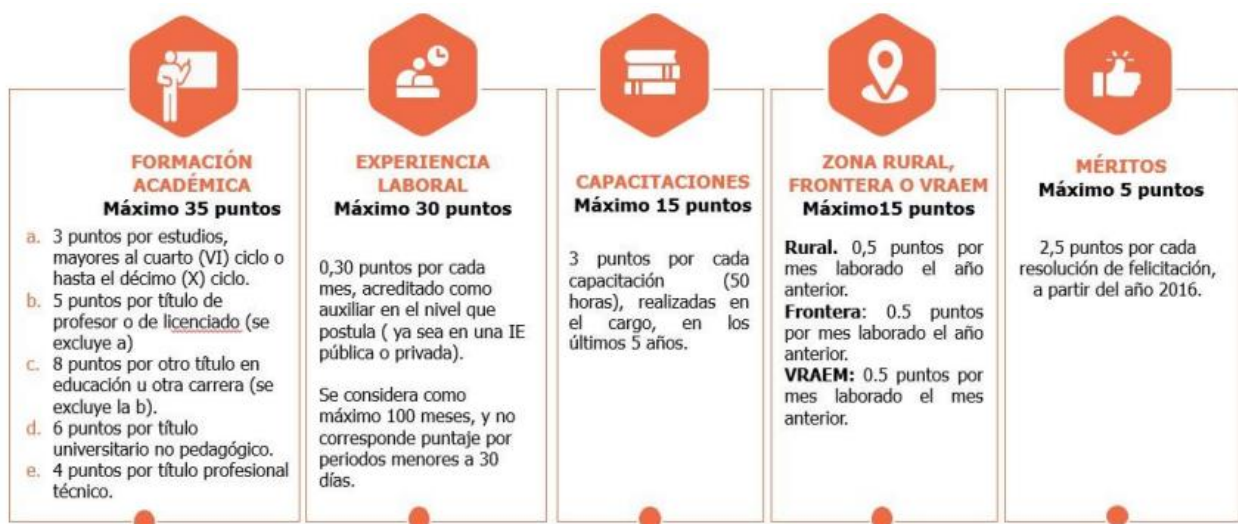 FORMACIÓN
ACADÉMICA
Máximo 35 puntos
a. 3 puntos por estudios,
mayores al cuarto (VI) ciclo o
hasta el décimo (X) ciclo.
b. 5 puntos por título de
profesor o de licenciado (se
excluye a)
c. 8 puntos por otro título en
educación u otra carrera (se
excluye la b).
d. 6 puntos por título
universitario no pedagógico.
e. 4 puntos por título profesional
técnico.
EXPERIENCIA
LABORAL
Máximo 30 puntos
0,30 puntos por cada
mes, acreditado como
auxiliar en el nivel que
postula ( ya sea en una IE
pública o privada).
Se considera como
máximo 100 meses, y no
corresponde puntaje por
periodos menores a 30
días.
CAPACITACIONES
Máximo 15 puntos
3 puntos por cada
capacitación (50
horas), realizadas en
el cargo, en los
últimos 5 años.
ZONA RURAL,
FRONTERA O VRAEM
Máximo15 puntos
Rural. 0,5 puntos por
mes laborado el año
anterior.
Frontera: 0.5 puntos
por mes laborado el año
anterior.
VRAEM: 0.5 puntos por
mes laborado el mes
anterior.
MÉRITOS
Máximo 5 puntos
2,5 puntos por cada
resolución de felicitación,
a partir del año 2016.